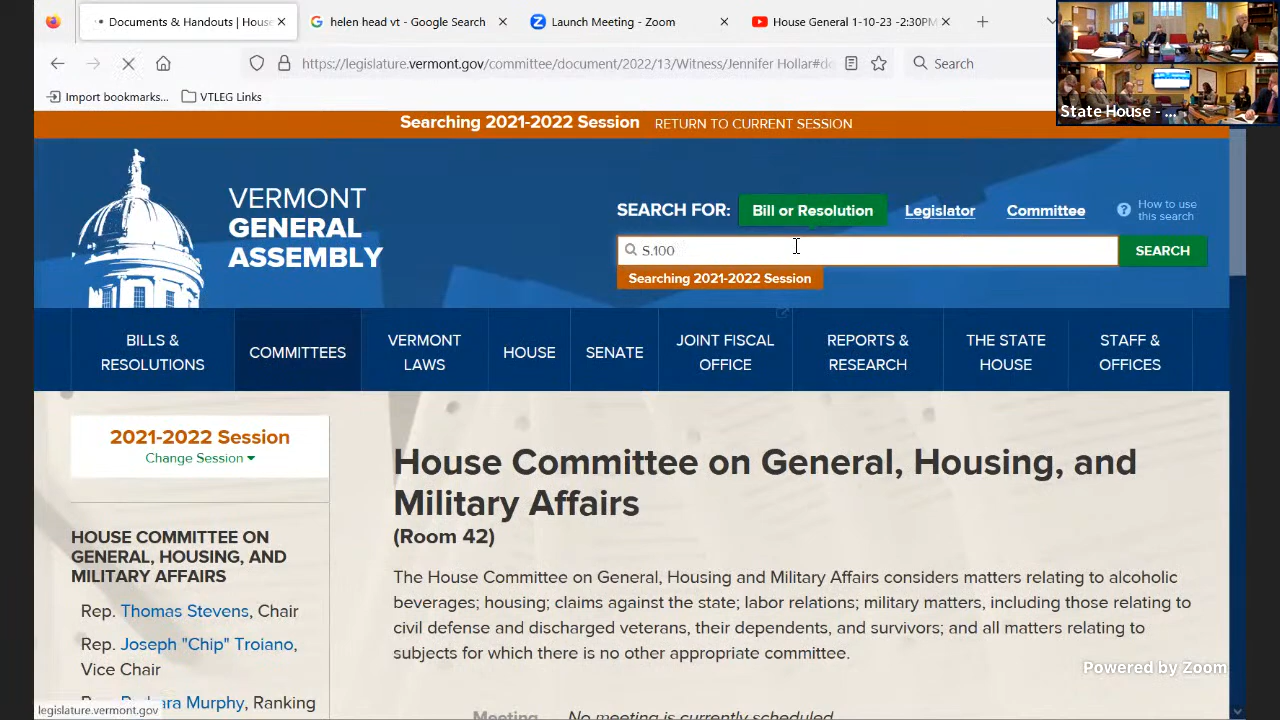 Documents & Handouts | House
helen head vt - Google Search
Launch Meeting - Zoom
House General 1-10-23 -2:30PM
https://legislature.vermont.gov/committee/document/2022/13/Witness/Jennifer Hollar#do
Search
Import bookmarks...
VTLEG Links
State House - ...
Searching 2021-2022 Session
RETURN TO CURRENT SESSION
VERMONT
GENERAL
ASSEMBLY
SEARCH FOR:
Bill or Resolution
Legislator
Committee
How to use
this search
S.100
SEARCH
Searching 2021-2022 Session
BILLS &
RESOLUTIONS
COMMITTEES
VERMONT
LAWS
HOUSE
SENATE
JOINT FISCAL
OFFICE
REPORTS &
RESEARCH
THE STATE
HOUSE
STAFF &
OFFICES
2021-2022 Session
Change Session
HOUSE COMMITTEE ON
GENERAL, HOUSING, AND
MILITARY AFFAIRS
Rep. Thomas Stevens, Chair
Rep. Joseph "Chip" Troiano,
Vice Chair
Murphy, Ranking
legislature.vermont.gov
House Committee on General, Housing, and
Military Affairs
(Room 42)
The House Committee on General, Housing and Military Affairs considers matters relating to alcoholic
beverages; housing; claims against the state; labor relations; military matters, including those relating to
civil defense and discharged veterans, their dependents, and survivors; and all matters relating to
subjects for which there is no other appropriate committee.
Meeting No meeting is currently scheduled
Powered by Zoom